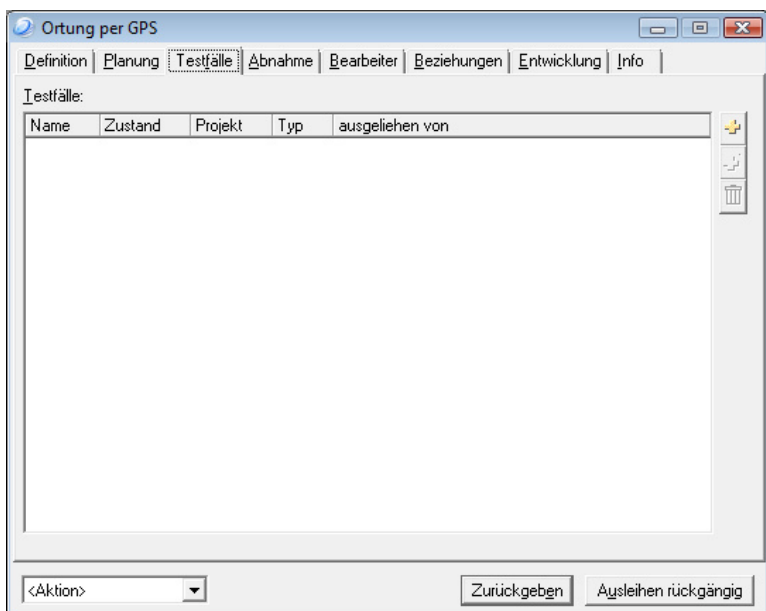 Ortung per GPS
Definition Planung Testfälle Abnahme Bearbeiter Beziehungen Entwicklung Info
Testfälle:
Name Zustand Projekt Typ ausgeliehen von
<Aktion> Zurückgeben Ausleihen rückgängig